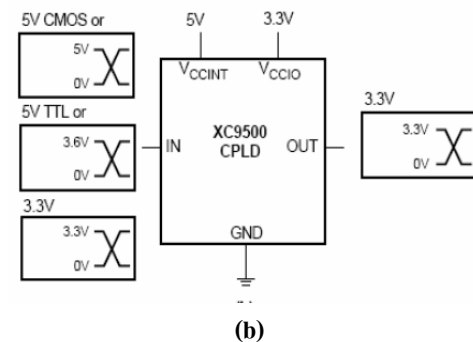 5V CMOS or
5V
0V
5V TTL or
3.6V
0V
3.3V
3.3V
0V
5V
3.3V
VCCINT
VCCIO
IN
XC9500
CPLD
OUT
GND
3.3V
3.3V
0V
(b)